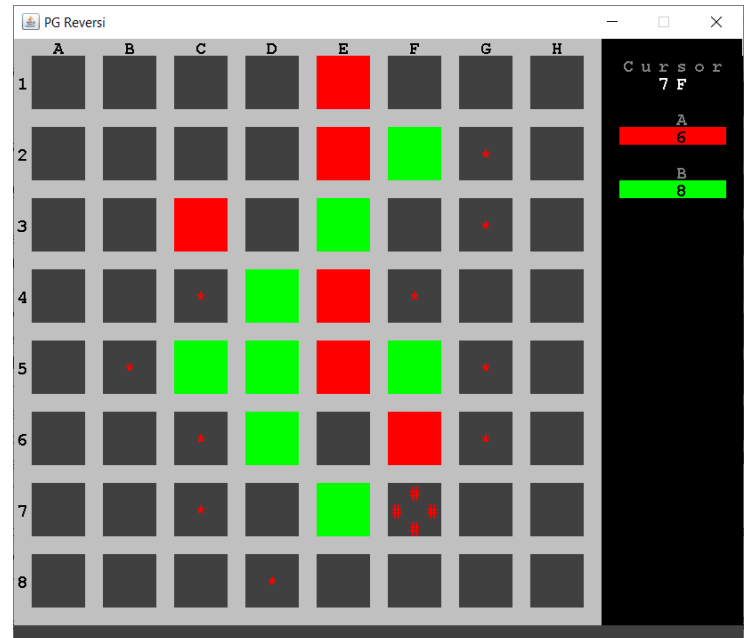 PG Reversi
A B C D E F G H
Cursor
7 F
A
6
B
8
1
2 *
3 *
4 * *
5 * *
6 * *
7 * # # # #
8 *